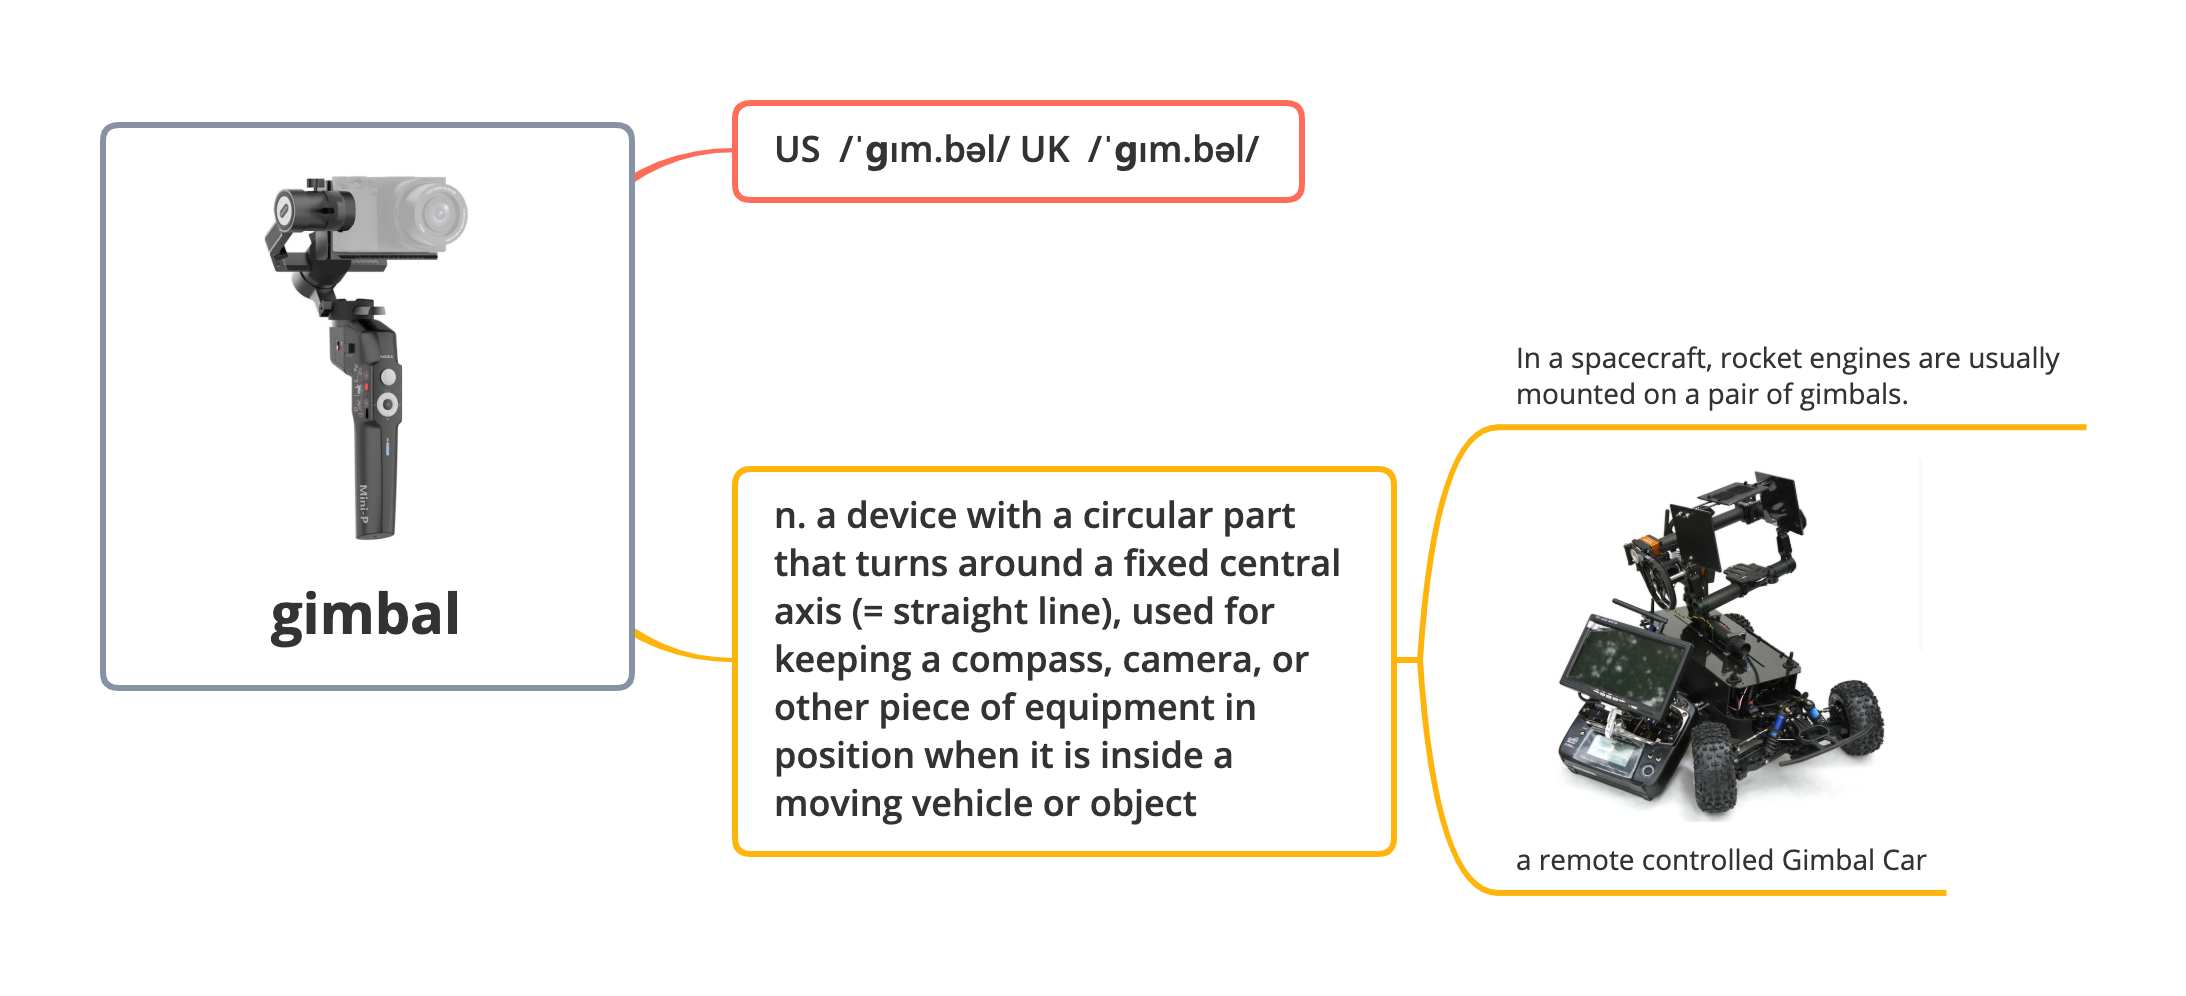 US /ˈɡɪm.bəl/ UK /ˈɡɪm.bəl/
Mini-P
gimbal
n. a device with a circular part
that turns around a fixed central
axis (= straight line), used for
keeping a compass, camera, or
other piece of equipment in
position when it is inside a
moving vehicle or object
In a spacecraft, rocket engines are usually
mounted on a pair of gimbals.
a remote controlled Gimbal Car